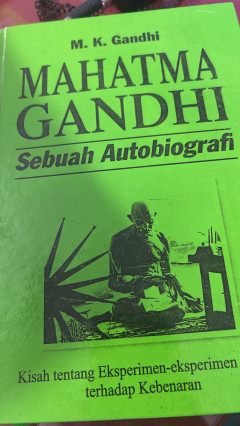 M. K. Gandhi
MAHATMA
GANDHI
Sebuah Autobiografi
Kisah tentang Eksperimen-eksperimen
terhadap Kebenaran